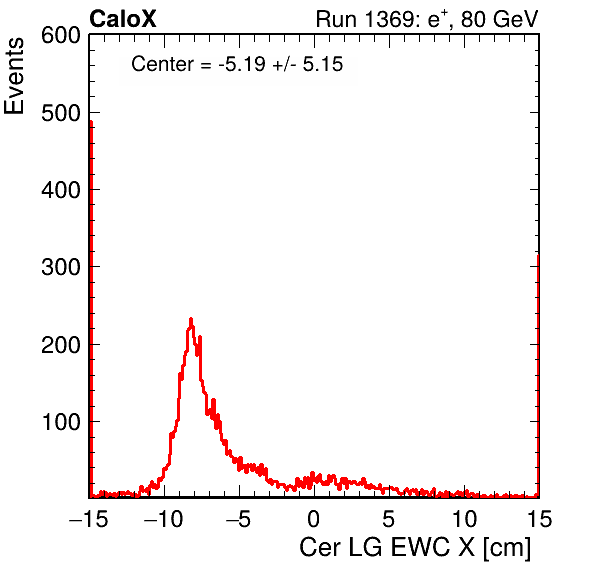 CaloX Run 1369: e⁺, 80 GeV
Center = -5.19 +/- 5.15
Events
600
500
400
300
200
100
−15 −10 −5 0 5 10 15
Cer LG EWC X [cm]